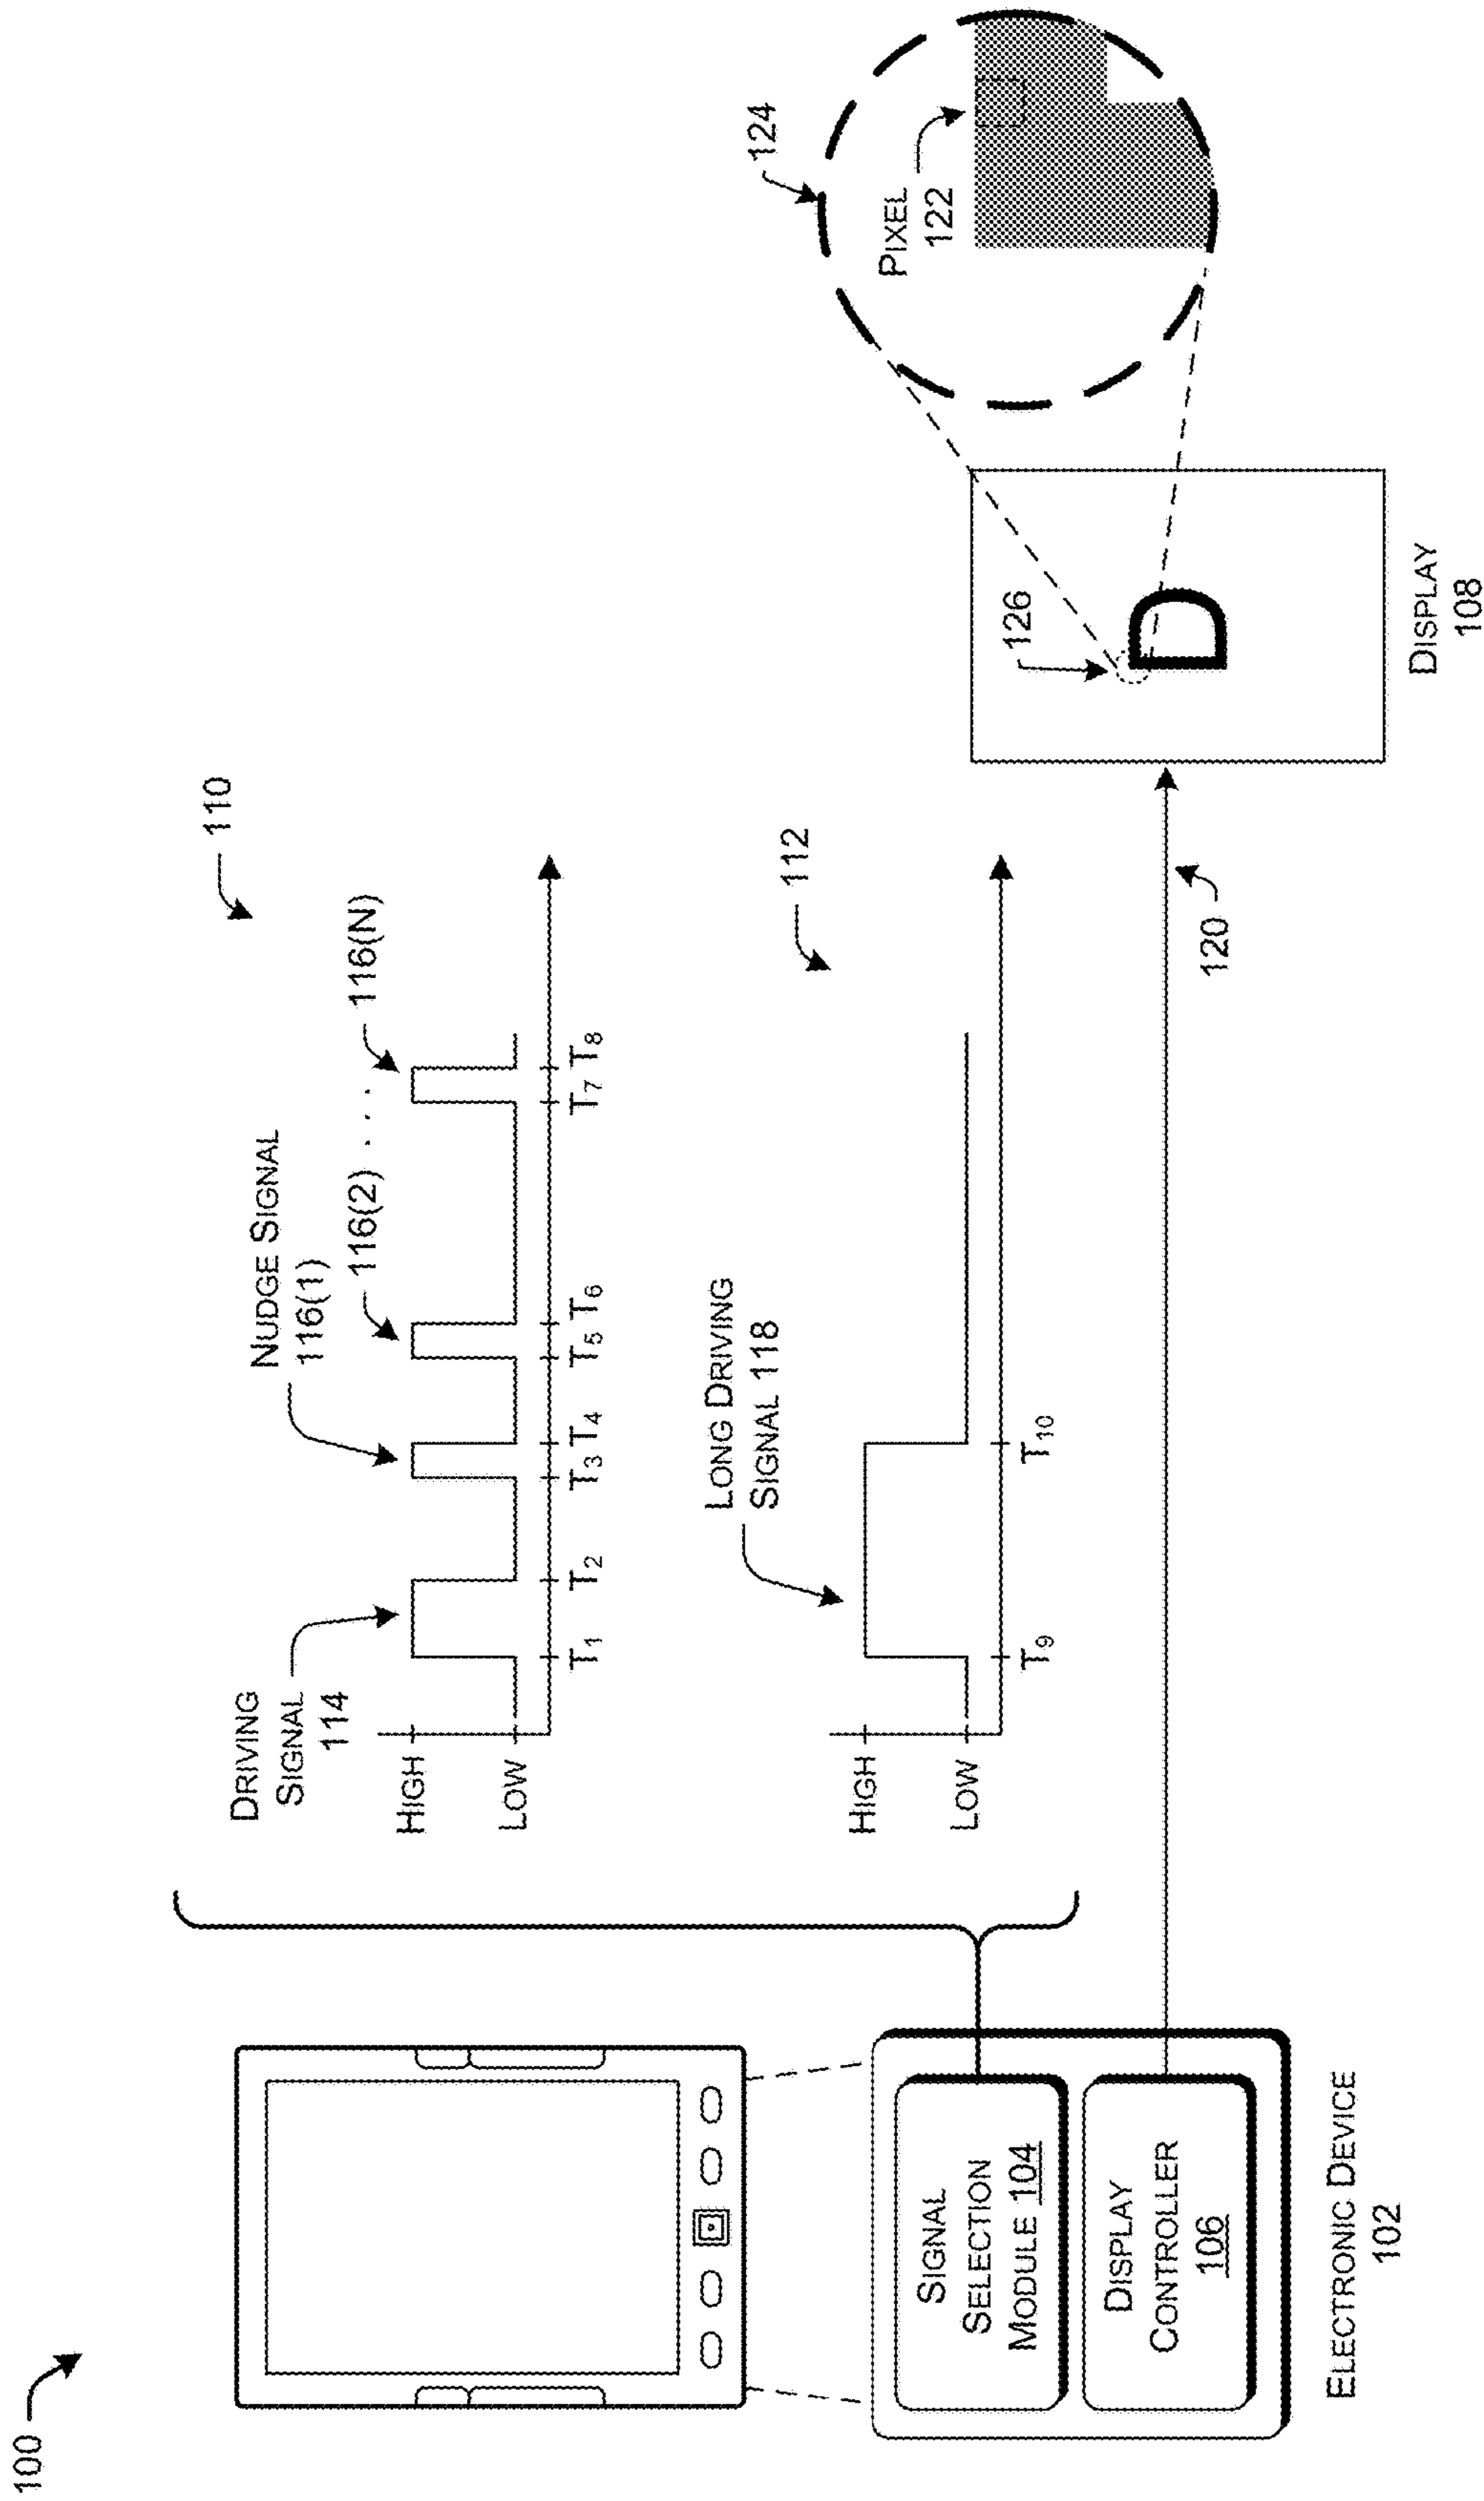 100
110
DRIVING
SIGNAL
114
NUDGE SIGNAL
116(1)
116(2) . . . 116(N)
HIGH
LOW
T1 T2 T3 T4 T5 T6 T7 T8
112
LONG DRIVING
SIGNAL 118
HIGH
LOW
T9 T10
SIGNAL
SELECTION
MODULE 104
DISPLAY
CONTROLLER
106
ELECTRONIC DEVICE
102
120
126
D
DISPLAY
108
124
PIXEL
122